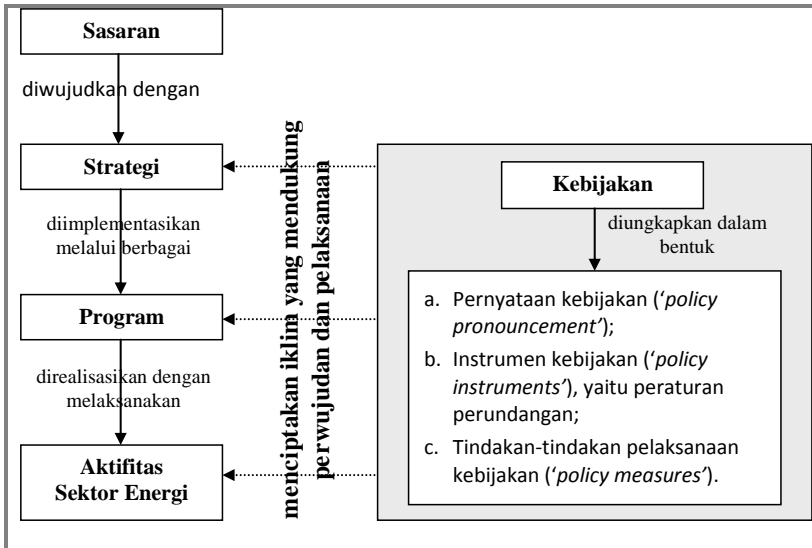 Sasaran
diwujudkan dengan
Strategi
diimplementasikan
melalui berbagai
Program
direalisasikan dengan
melaksanakan
Aktifitas
Sektor Energi
menciptakan iklim yang mendukung
perwujudan dan pelaksanaan
Kebijakan
diungkapkan dalam
bentuk
a. Pernyataan kebijakan (‘policy
pronouncement’);
b. Instrumen kebijakan (‘policy
instruments’), yaitu peraturan
perundangan;
c. Tindakan-tindakan pelaksanaan
kebijakan (‘policy measures’).